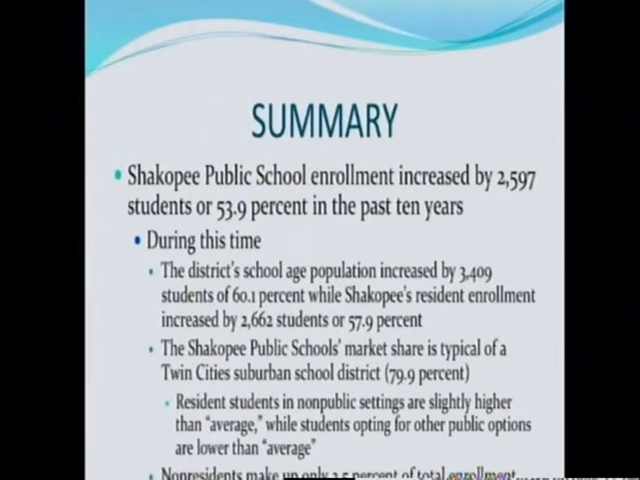 SUMMARY
• Shakopee Public School enrollment increased by 2,597
students or 53.9 percent in the past ten years
• During this time
• The district's school age population increased by 3,409
students of 60.1 percent while Shakopee's resident enrollment
increased by 2,662 students or 57.9 percent
• The Shakopee Public Schools' market share is typical of a
Twin Cities suburban school district (79.9 percent)
• Resident students in nonpublic settings are slightly higher
than "average," while students opting for other public options
are lower than "average"
• Nonresidents make up only percent of total enrollment